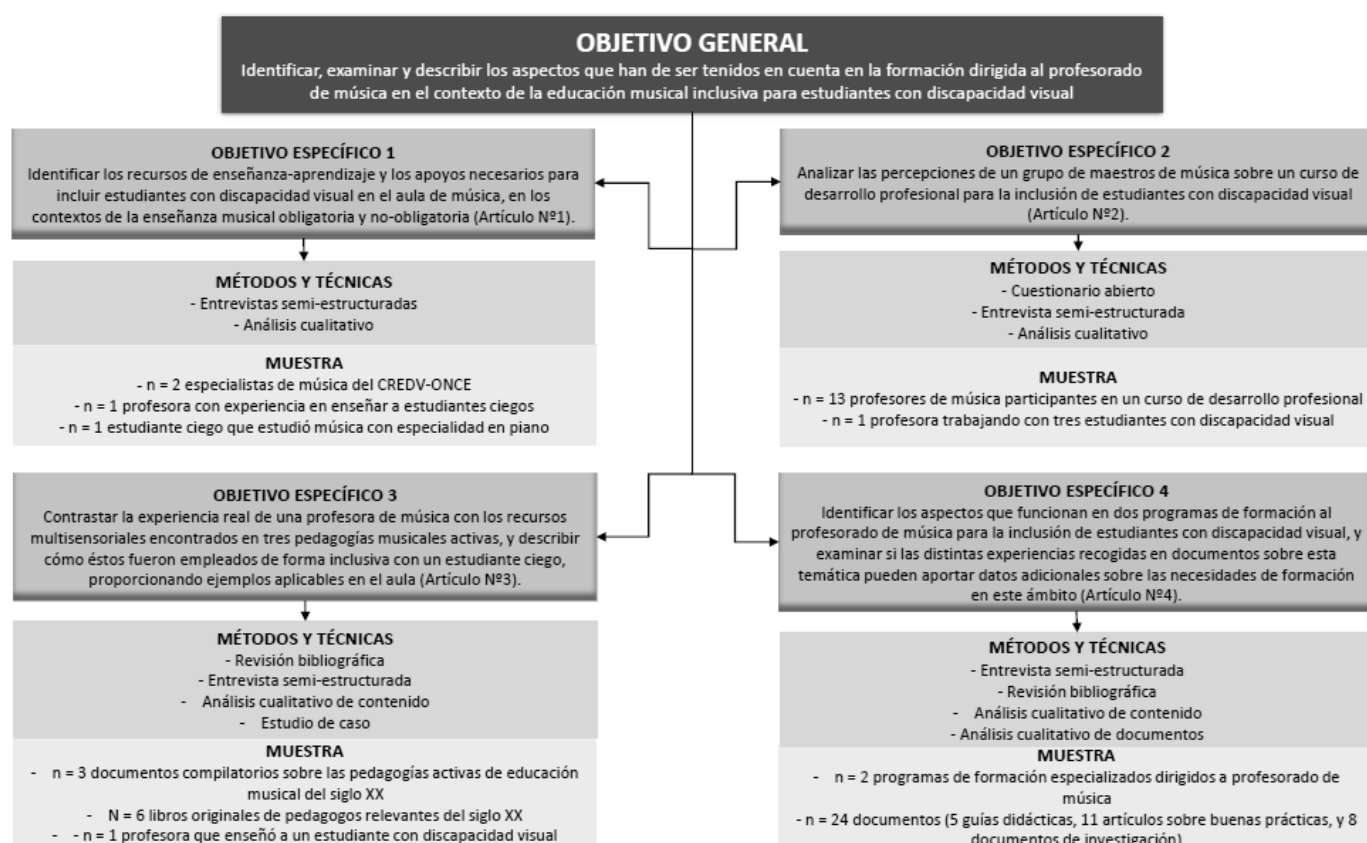 OBJETIVO GENERAL
Identificar, examinar y describir los aspectos que han de ser tenidos en cuenta en la formación dirigida al profesorado
de música en el contexto de la educación musical inclusiva para estudiantes con discapacidad visual
OBJETIVO ESPECÍFICO 1
Identificar los recursos de enseñanza-aprendizaje y los apoyos necesarios para
incluir estudiantes con discapacidad visual en el aula de música, en los
contextos de la enseñanza musical obligatoria y no-obligatoria (Artículo Nº1).
MÉTODOS Y TÉCNICAS
- Entrevistas semi-estructuradas
- Análisis cualitativo
MUESTRA
- n = 2 especialistas de música del CREDV-ONCE
- n = 1 profesora con experiencia en enseñar a estudiantes ciegos
- n = 1 estudiante ciego que estudió música con especialidad en piano
OBJETIVO ESPECÍFICO 2
Analizar las percepciones de un grupo de maestros de música sobre un curso de
desarrollo profesional para la inclusión de estudiantes con discapacidad visual
(Artículo Nº2).
MÉTODOS Y TÉCNICAS
- Cuestionario abierto
- Entrevista semi-estructurada
- Análisis cualitativo
MUESTRA
- n = 13 profesores de música participantes en un curso de desarrollo profesional
- n = 1 profesora trabajando con tres estudiantes con discapacidad visual
OBJETIVO ESPECÍFICO 3
Contrastar la experiencia real de una profesora de música con los recursos
multisensoriales encontrados en tres pedagogías musicales activas, y describir
cómo éstos fueron empleados de forma inclusiva con un estudiante ciego,
proporcionando ejemplos aplicables en el aula (Artículo Nº3).
MÉTODOS Y TÉCNICAS
- Revisión bibliográfica
- Entrevista semi-estructurada
- Análisis cualitativo de contenido
- Estudio de caso
MUESTRA
- n = 3 documentos compilatorios sobre las pedagogías activas de educación
musical del siglo XX
- N = 6 libros originales de pedagogos relevantes del siglo XX
- - n = 1 profesora que enseñó a un estudiante con discapacidad visual
OBJETIVO ESPECÍFICO 4
Identificar los aspectos que funcionan en dos programas de formación al
profesorado de música para la inclusión de estudiantes con discapacidad visual, y
examinar si las distintas experiencias recogidas en documentos sobre esta
temática pueden aportar datos adicionales sobre las necesidades de formación
en este ámbito (Artículo Nº4).
MÉTODOS Y TÉCNICAS
- Entrevista semi-estructurada
- Revisión bibliográfica
- Análisis cualitativo de contenido
- Análisis cualitativo de documentos
MUESTRA
- n = 2 programas de formación especializados dirigidos a profesorado de
música
- n = 24 documentos (5 guías didácticas, 11 artículos sobre buenas prácticas, y 8
documentos de investigación)